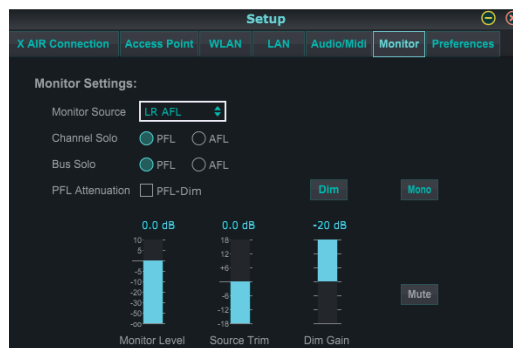 Setup
X AIR Connection Access Point WLAN LAN Audio/Midi Monitor Preferences
Monitor Settings:
Monitor Source LR AFL
Channel Solo PFL AFL
Bus Solo PFL AFL
PFL Attenuation PFL-Dim Dim Mono
0.0 dB 0.0 dB -20 dB
10 18
5 12
+6
-5
-10
-20 -6
-30 -12
-50
-oo -18
Mute
Monitor Level Source Trim Dim Gain